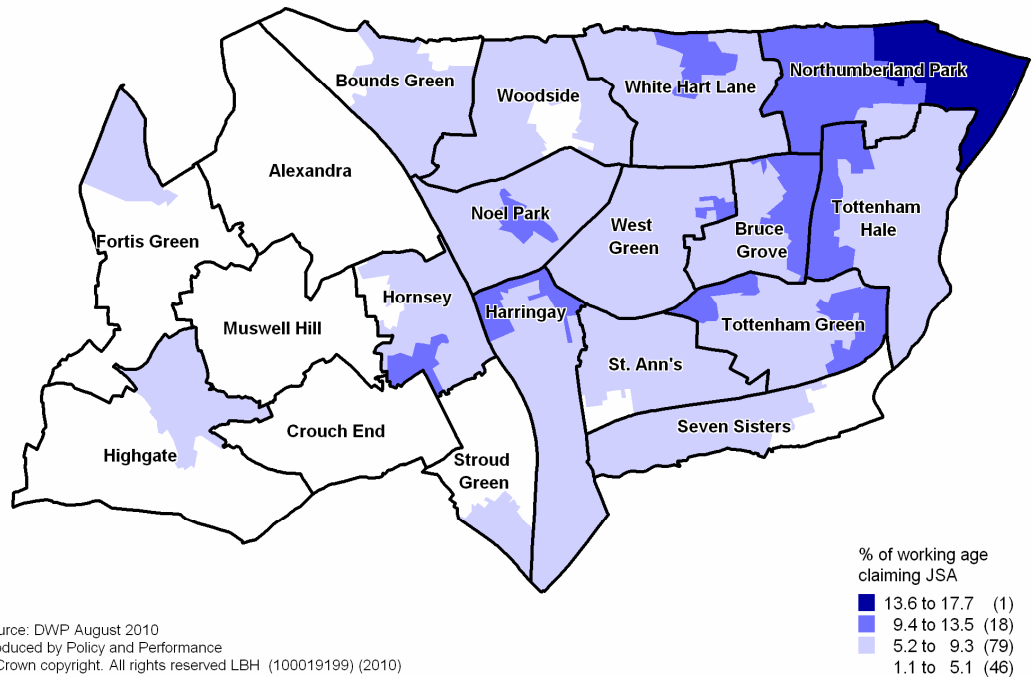 Bounds Green
Woodside
White Hart Lane
Northumberland Park
Alexandra
Fortis Green
Noel Park
West
Green
Bruce
Grove
Tottenham
Hale
Hornsey
Harringay
Muswell Hill
Tottenham Green
St. Ann's
Crouch End
Seven Sisters
Highgate
Stroud
Green
% of working age
claiming JSA
13.6 to 17.7 (1)
9.4 to 13.5 (18)
5.2 to 9.3 (79)
1.1 to 5.1 (46)
urce: DWP August 2010
oduced by Policy and Performance
Crown copyright. All rights reserved LBH (100019199) (2010)